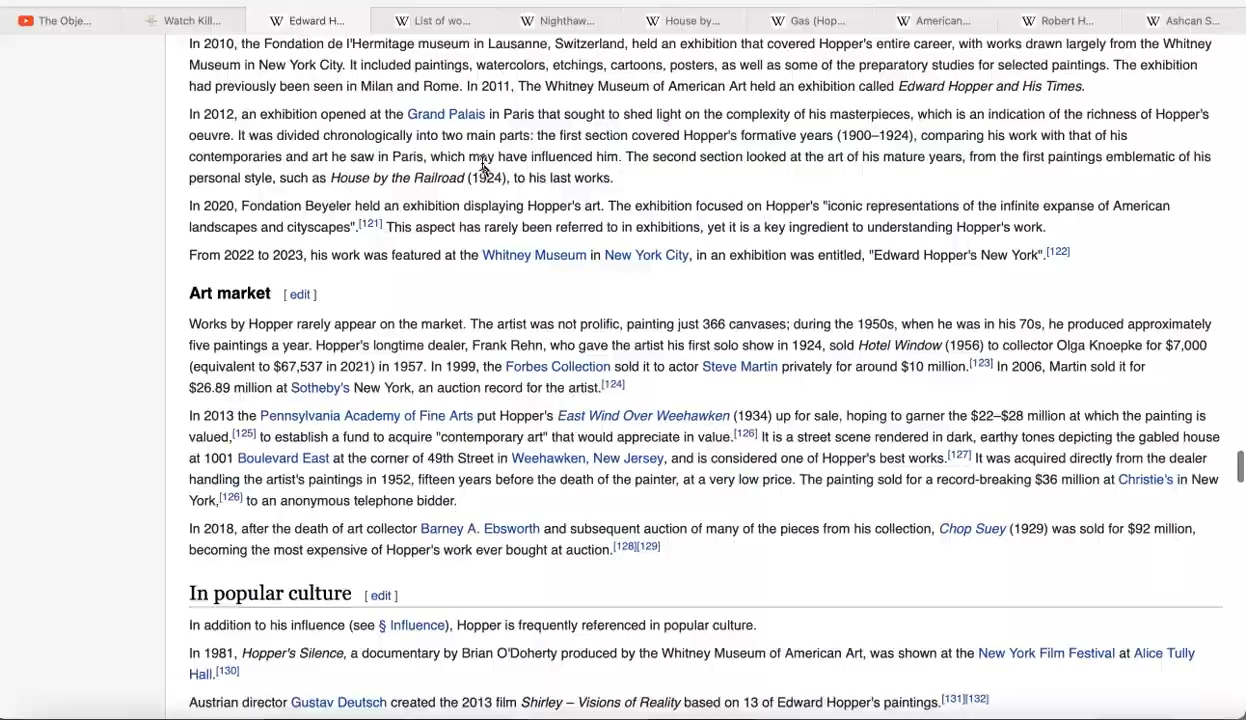 The Obje...
Watch Kill...
Edward H...
List of wo...
Nighthaw...
House by...
Gas (Hop...
American...
Robert H...
Ashcan S...
In 2010, the Fondation de l'Hermitage museum in Lausanne, Switzerland, held an exhibition that covered Hopper's entire career, with works drawn largely from the Whitney
Museum in New York City. It included paintings, watercolors, etchings, cartoons, posters, as well as some of the preparatory studies for selected paintings. The exhibition
had previously been seen in Milan and Rome. In 2011, The Whitney Museum of American Art held an exhibition called Edward Hopper and His Times.
In 2012, an exhibition opened at the Grand Palais in Paris that sought to shed light on the complexity of his masterpieces, which is an indication of the richness of Hopper's
oeuvre. It was divided chronologically into two main parts: the first section covered Hopper's formative years (1900–1924), comparing his work with that of his
contemporaries and art he saw in Paris, which may have influenced him. The second section looked at the art of his mature years, from the first paintings emblematic of his
personal style, such as House by the Railroad (1924), to his last works.
In 2020, Fondation Beyeler held an exhibition displaying Hopper's art. The exhibition focused on Hopper's "iconic representations of the infinite expanse of American
landscapes and cityscapes".[121] This aspect has rarely been referred to in exhibitions, yet it is a key ingredient to understanding Hopper's work.
From 2022 to 2023, his work was featured at the Whitney Museum in New York City, in an exhibition was entitled, "Edward Hopper's New York".[122]
Art market [ edit ]
Works by Hopper rarely appear on the market. The artist was not prolific, painting just 366 canvases; during the 1950s, when he was in his 70s, he produced approximately
five paintings a year. Hopper's longtime dealer, Frank Rehn, who gave the artist his first solo show in 1924, sold Hotel Window (1956) to collector Olga Knoepke for $7,000
(equivalent to $67,537 in 2021) in 1957. In 1999, the Forbes Collection sold it to actor Steve Martin privately for around $10 million.[123] In 2006, Martin sold it for
$26.89 million at Sotheby's New York, an auction record for the artist.[124]
In 2013 the Pennsylvania Academy of Fine Arts put Hopper's East Wind Over Weehawken (1934) up for sale, hoping to garner the $22–$28 million at which the painting is
valued,[125] to establish a fund to acquire "contemporary art" that would appreciate in value.[126] It is a street scene rendered in dark, earthy tones depicting the gabled house
at 1001 Boulevard East at the corner of 49th Street in Weehawken, New Jersey, and is considered one of Hopper's best works.[127] It was acquired directly from the dealer
handling the artist's paintings in 1952, fifteen years before the death of the painter, at a very low price. The painting sold for a record-breaking $36 million at Christie's in New
York,[126] to an anonymous telephone bidder.
In 2018, after the death of art collector Barney A. Ebsworth and subsequent auction of many of the pieces from his collection, Chop Suey (1929) was sold for $92 million,
becoming the most expensive of Hopper's work ever bought at auction.[128][129]
In popular culture [ edit ]
In addition to his influence (see § Influence), Hopper is frequently referenced in popular culture.
In 1981, Hopper's Silence, a documentary by Brian O'Doherty produced by the Whitney Museum of American Art, was shown at the New York Film Festival at Alice Tully
Hall.[130]
Austrian director Gustav Deutsch created the 2013 film Shirley – Visions of Reality based on 13 of Edward Hopper's paintings.[131][132]